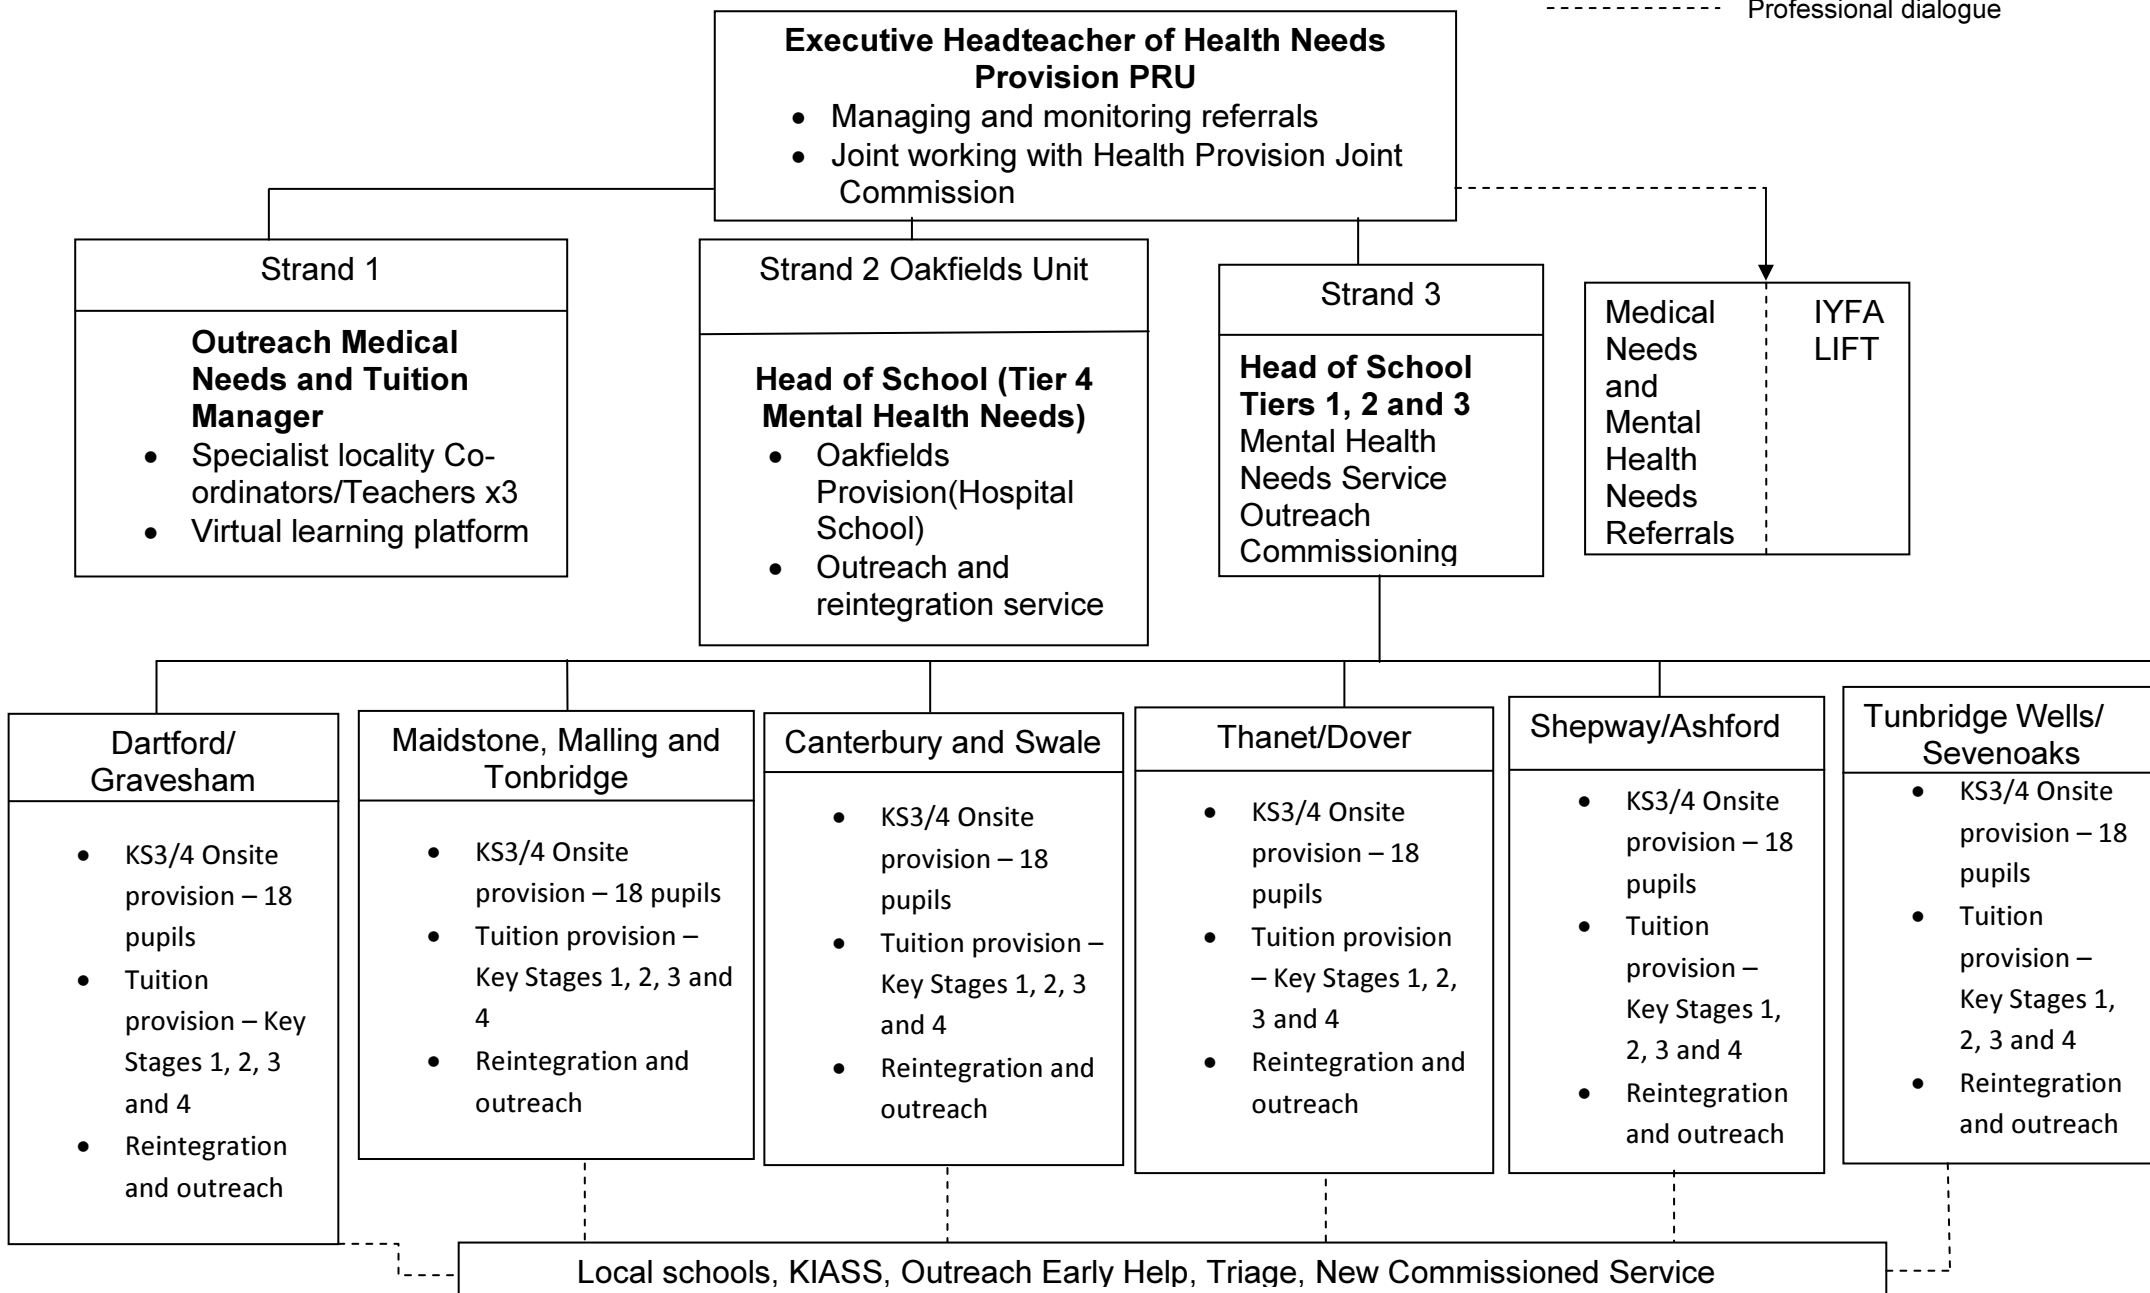 Professional dialogue
Executive Headteacher of Health Needs
Provision PRU
• Managing and monitoring referrals
• Joint working with Health Provision Joint
Commission
Strand 1
Outreach Medical
Needs and Tuition
Manager
• Specialist locality Co-
ordinators/Teachers x3
• Virtual learning platform
Strand 2 Oakfields Unit
Head of School (Tier 4
Mental Health Needs)
• Oakfields
Provision(Hospital
School)
• Outreach and
reintegration service
Strand 3
Head of School
Tiers 1, 2 and 3
Mental Health
Needs Service
Outreach
Commissioning
Medical
Needs
and
Mental
Health
Needs
Referrals
IYFA
LIFT
Dartford/
Gravesham
• KS3/4 Onsite
provision – 18
pupils
• Tuition
provision – Key
Stages 1, 2, 3
and 4
• Reintegration
and outreach
Maidstone, Malling and
Tonbridge
• KS3/4 Onsite
provision – 18 pupils
• Tuition provision –
Key Stages 1, 2, 3 and
4
• Reintegration and
outreach
Canterbury and Swale
• KS3/4 Onsite
provision – 18
pupils
• Tuition provision –
Key Stages 1, 2, 3
and 4
• Reintegration and
outreach
Thanet/Dover
• KS3/4 Onsite
provision – 18
pupils
• Tuition provision
– Key Stages 1, 2,
3 and 4
• Reintegration and
outreach
Shepway/Ashford
• KS3/4 Onsite
provision – 18
pupils
• Tuition
provision –
Key Stages 1,
2, 3 and 4
• Reintegration
and outreach
Tunbridge Wells/
Sevenoaks
• KS3/4 Onsite
provision – 18
pupils
• Tuition
provision –
Key Stages 1,
2, 3 and 4
• Reintegration
and outreach
Local schools, KIASS, Outreach Early Help, Triage, New Commissioned Service